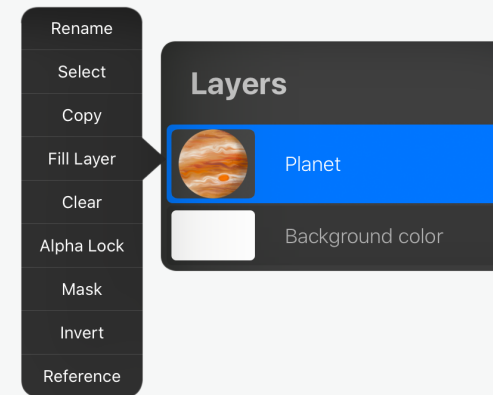 Rename
Select
Copy
Fill Layer
Clear
Alpha Lock
Mask
Invert
Reference
Layers
Planet
Background color